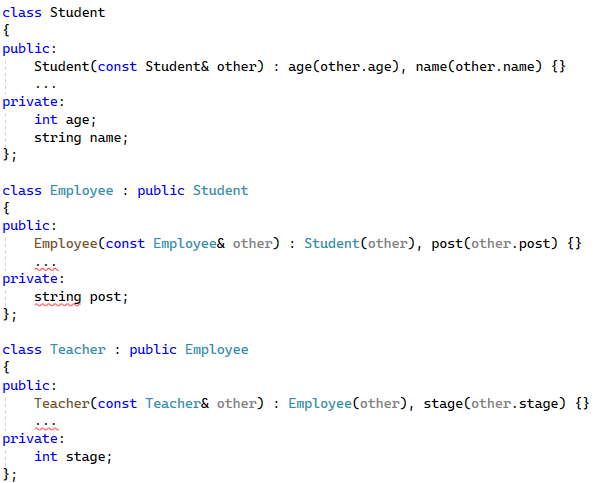 class Student
{
public:
    Student(const Student& other) : age(other.age), name(other.name) {}
    ...
private:
    int age;
    string name;
};

class Employee : public Student
{
public:
    Employee(const Employee& other) : Student(other), post(other.post) {}
    ...
private:
    string post;
};

class Teacher : public Employee
{
public:
    Teacher(const Teacher& other) : Employee(other), stage(other.stage) {}
    ...
private:
    int stage;
};